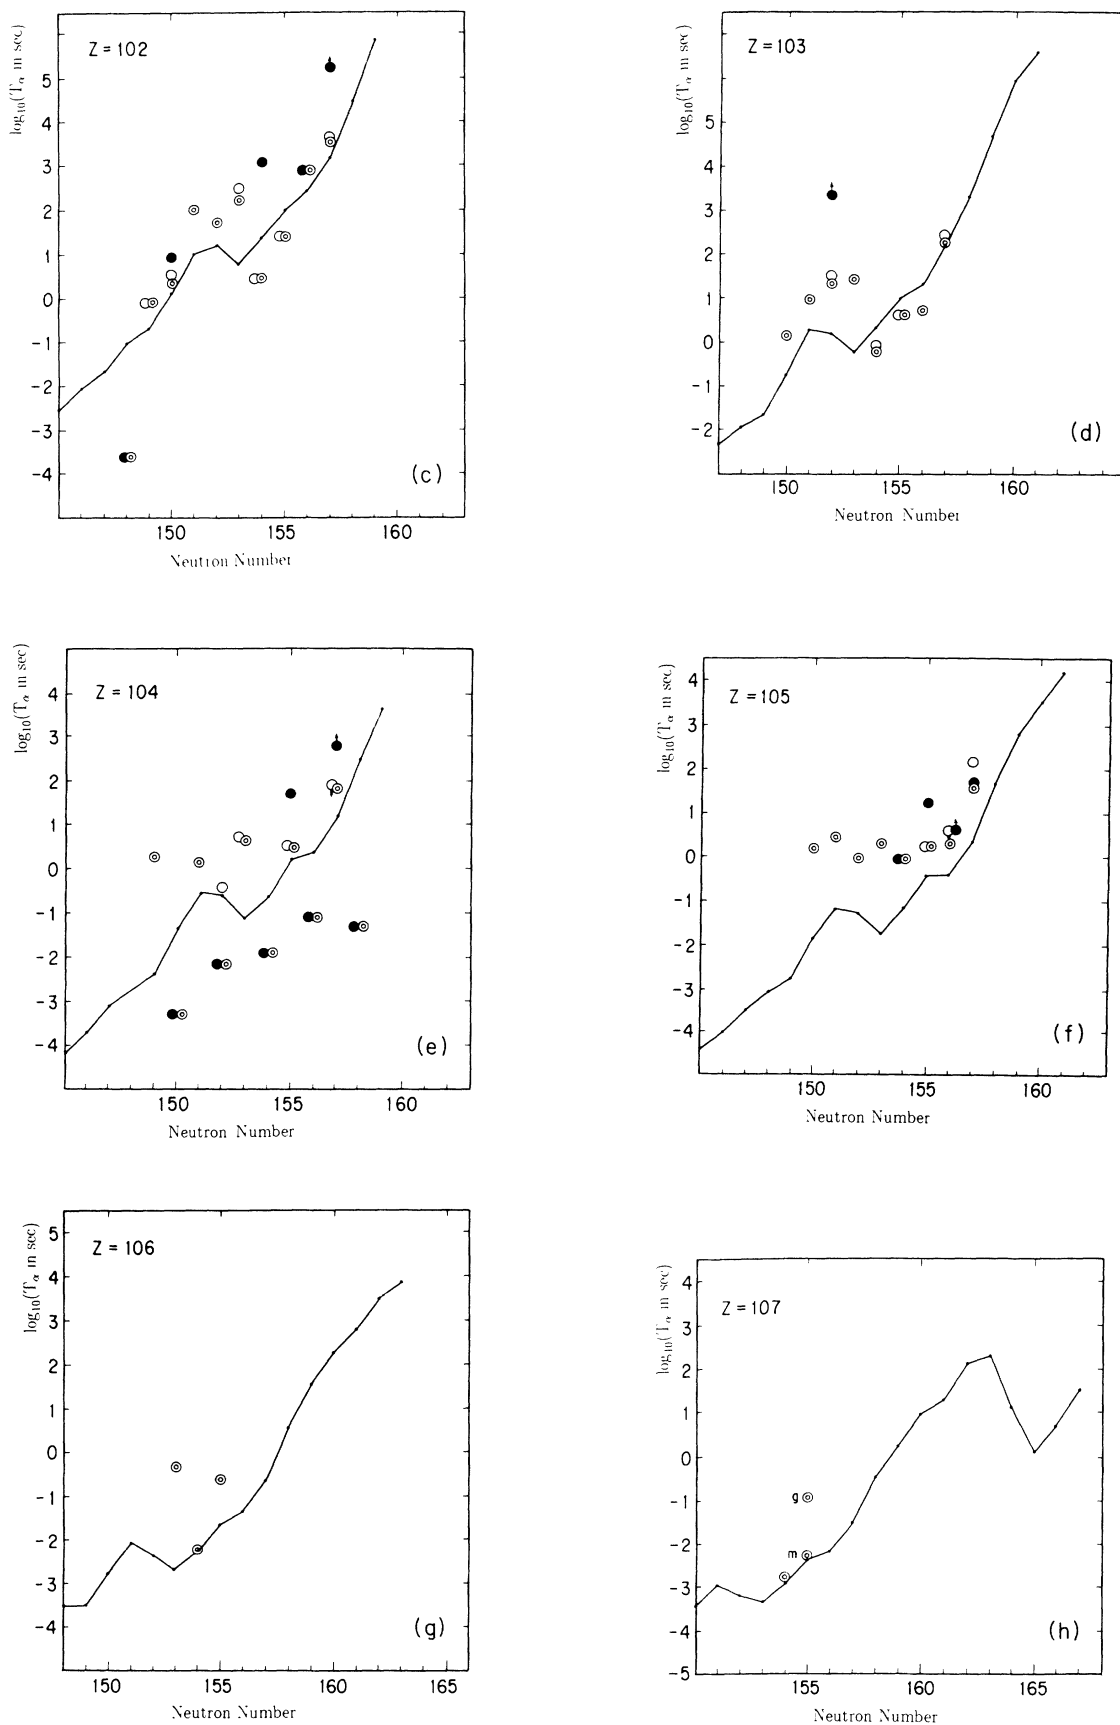 Z = 102
log10(Tα in sec)
5
4
3
2
1
0
−1
−2
−3
−4
150
155
160
Neutron Number
(c)
Z = 103
log10(Tα in sec)
5
4
3
2
1
0
−1
−2
150
155
160
Neutron Number
(d)
Z = 104
log10(Tα in sec)
4
3
2
1
0
−1
−2
−3
−4
150
155
160
Neutron Number
(e)
Z = 105
log10(Tα in sec)
4
3
2
1
0
−1
−2
−3
−4
150
155
160
Neutron Number
(f)
Z = 106
log10(Tα in sec)
5
4
3
2
1
0
−1
−2
−3
−4
150
155
160
165
Neutron Number
(g)
Z = 107
log10(Tα in sec)
4
3
2
1
0
−1
−2
−3
−4
−5
g
m
155
160
165
Neutron Number
(h)